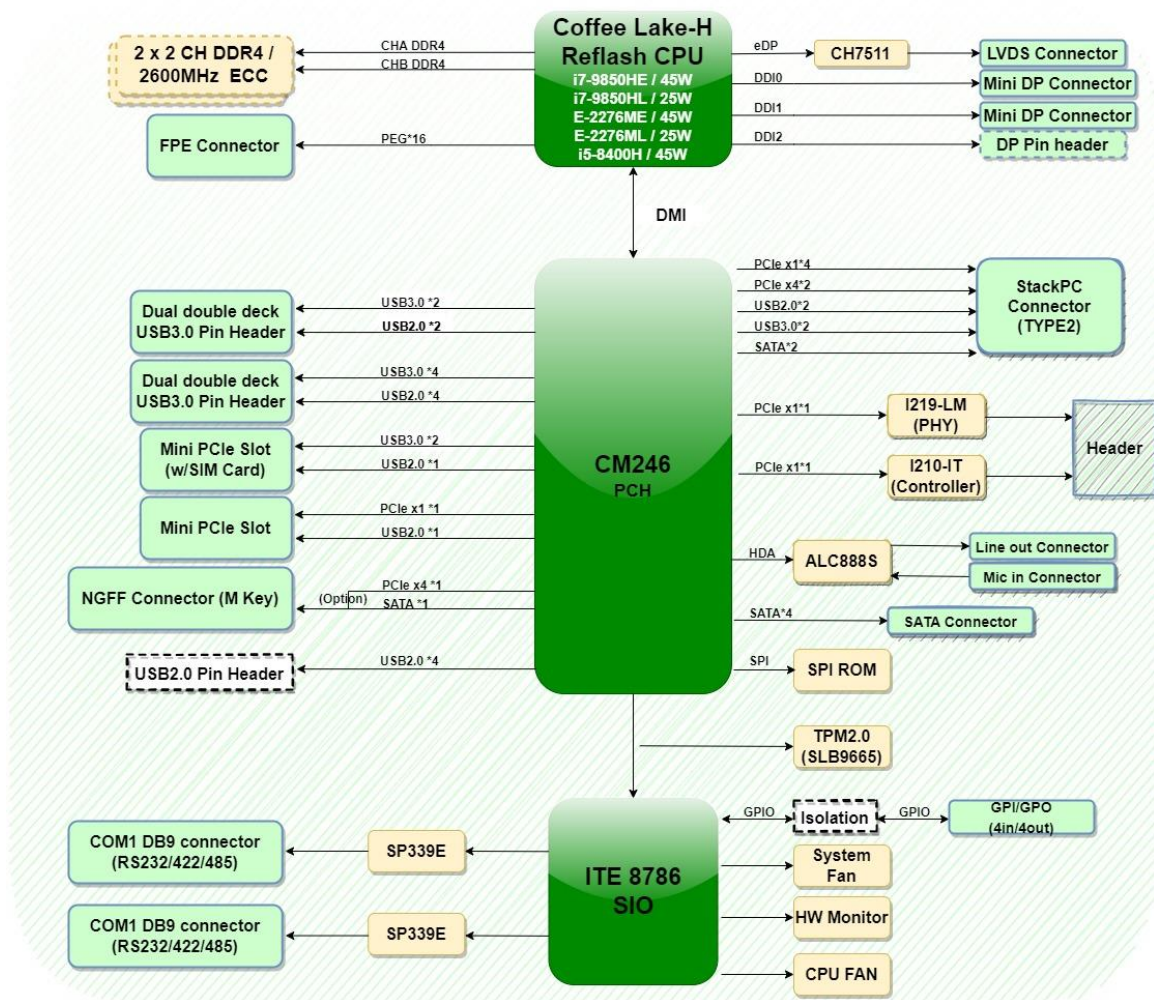 Coffee Lake-H
Reflash CPU
i7-9850HE / 45W
i7-9850HL / 25W
E-2276ME / 45W
E-2276ML / 25W
i5-8400H / 45W
2 x 2 CH DDR4 /
2600MHz ECC
CHA DDR4
CHB DDR4
FPE Connector
PEG*16
eDP
CH7511
LVDS Connector
DDI0
Mini DP Connector
DDI1
Mini DP Connector
DDI2
DP Pin header
DMI
CM246
PCH
Dual double deck
USB3.0 Pin Header
USB3.0 *2
USB2.0 *2
Dual double deck
USB3.0 Pin Header
USB3.0 *4
USB2.0 *4
Mini PCIe Slot
(w/SIM Card)
USB3.0 *2
USB2.0 *1
Mini PCIe Slot
PCIe x1 *1
USB2.0 *1
NGFF Connector (M Key)
(Option)
PCIe x4 *1
SATA *1
USB2.0 Pin Header
USB2.0 *4
PCIe x1*4
PCIe x4*2
USB2.0*2
USB3.0*2
SATA*2
StackPC
Connector
(TYPE2)
PCIe x1*1
I219-LM
(PHY)
PCIe x1*1
I210-IT
(Controller)
Header
HDA
ALC888S
Line out Connector
Mic in Connector
SATA*4
SATA Connector
SPI
SPI ROM
TPM2.0
(SLB9665)
ITE 8786
SIO
COM1 DB9 connector
(RS232/422/485)
SP339E
COM1 DB9 connector
(RS232/422/485)
SP339E
GPIO
Isolation
GPIO
GPI/GPO
(4in/4out)
System
Fan
HW Monitor
CPU FAN